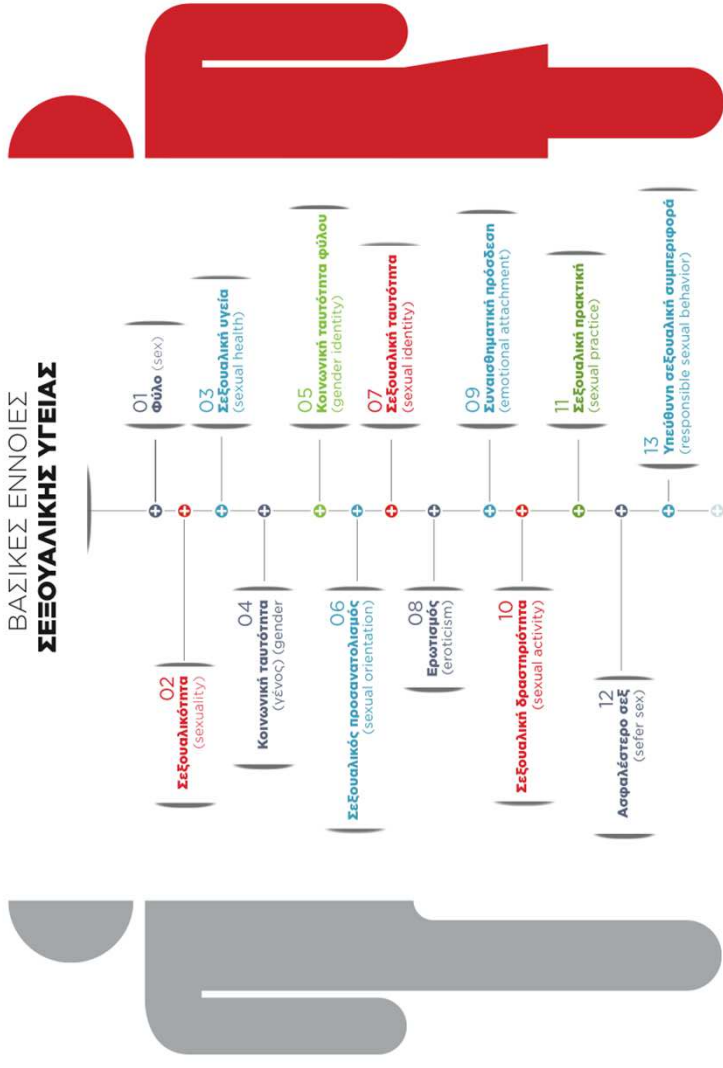 ΒΑΣΙΚΕΣ ΕΝΝΟΙΕΣ
ΣΕΞΟΥΑΛΙΚΗΣ ΥΓΕΙΑΣ
01
Φύλο (sex)
02
Σεξουαλικότητα
(sexuality)
03
Σεξουαλική υγεία
(sexual health)
04
Κοινωνική ταυτότητα
(γένος) (gender
05
Κοινωνική ταυτότητα φύλου
(gender identity)
06
Σεξουαλικός προσανατολισμός
(sexual orientation)
07
Σεξουαλική ταυτότητα
(sexual identity)
08
Ερωτισμός
(eroticism)
09
Συναισθηματική πρόσδεση
(emotional attachment)
10
Σεξουαλική δραστηριότητα
(sexual activity)
11
Σεξουαλική πρακτική
(sexual practice)
12
Ασφαλέστερο σεξ
(sefer sex)
13
Υπεύθυνη σεξουαλική συμπεριφορά
(responsible sexual behavior)